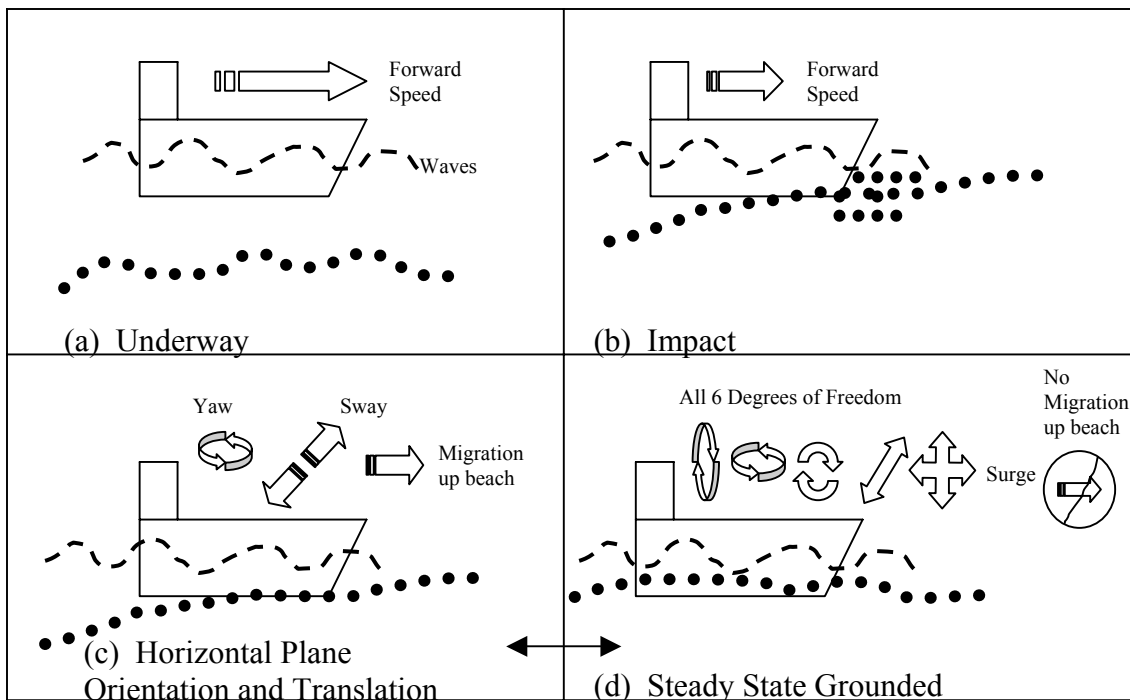 Forward
Speed
Waves
(a) Underway
Forward
Speed
(b) Impact
Yaw
Sway
Migration
up beach
(c) Horizontal Plane
Orientation and Translation
All 6 Degrees of Freedom
No
Migration
up beach
Surge
(d) Steady State Grounded